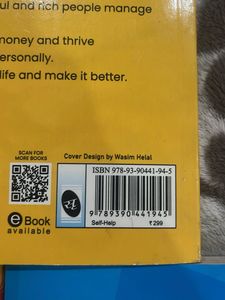 ul and rich people manage
money and thrive
ersonally.
life and make it better.
SCAN FOR
MORE BOOKS
Cover Design by Wasim Helal
ISBN 978-93-90441-94-5
eBook
available
9 789390 441945
Self-Help
₹299